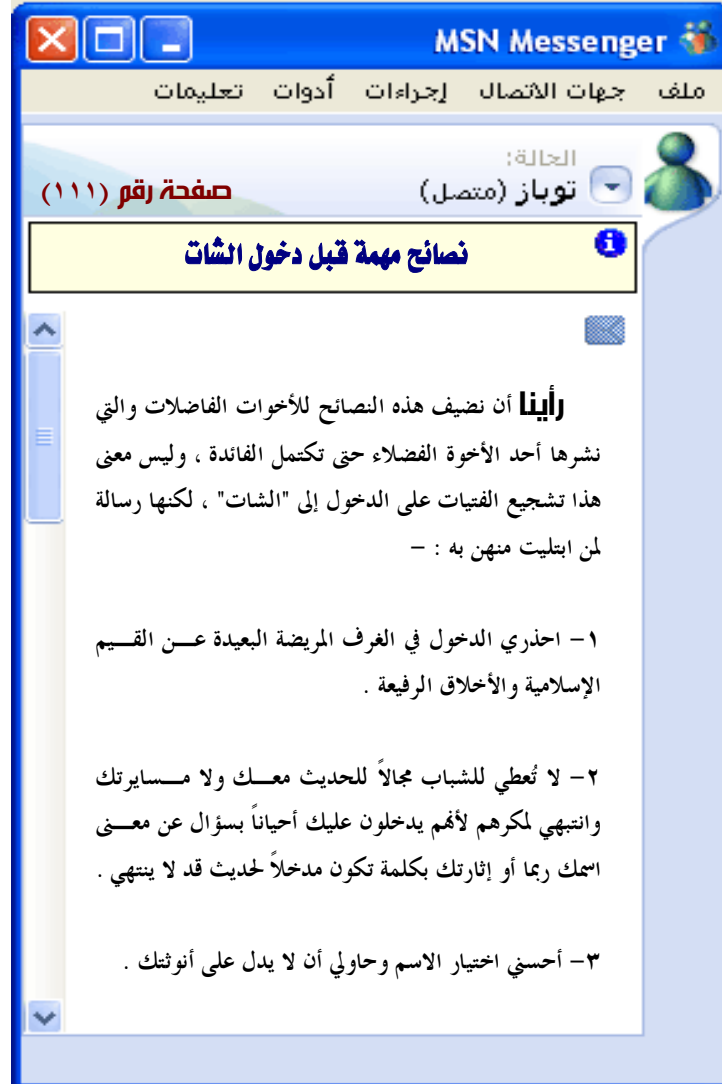 MSN Messenger
ملف جهات الاتصال إجراءات أدوات تعليمات
الحالة:
توباز (متصل)
صفحة رقم (١١١)
نصائح مهمة قبل دخول الشات
رأينا أن نضيف هذه النصائح للأخوات الفاضلات والتي
نشرها أحد الأخوة الفضلاء حتى تكتمل الفائدة ، وليس معنى
هذا تشجيع الفتيات على الدخول إلى "الشات" ، لكنها رسالة
لمن ابتليت منهن به : –
١– احذري الدخول في الغرف المريضة البعيدة عـــن القـــيم
الإسلامية والأخلاق الرفيعة .
٢– لا تُعطي للشباب مجالاً للحديث معـــك ولا مـــسايرتك
وانتبهي لمكرهم لأنهم يدخلون عليك أحياناً بسؤال عن معـــنى
اسمك ربما أو إثارتك بكلمة تكون مدخلاً لحديث قد لا ينتهي .
٣– أحسني اختيار الاسم وحاولي أن لا يدل على أنوثتك .